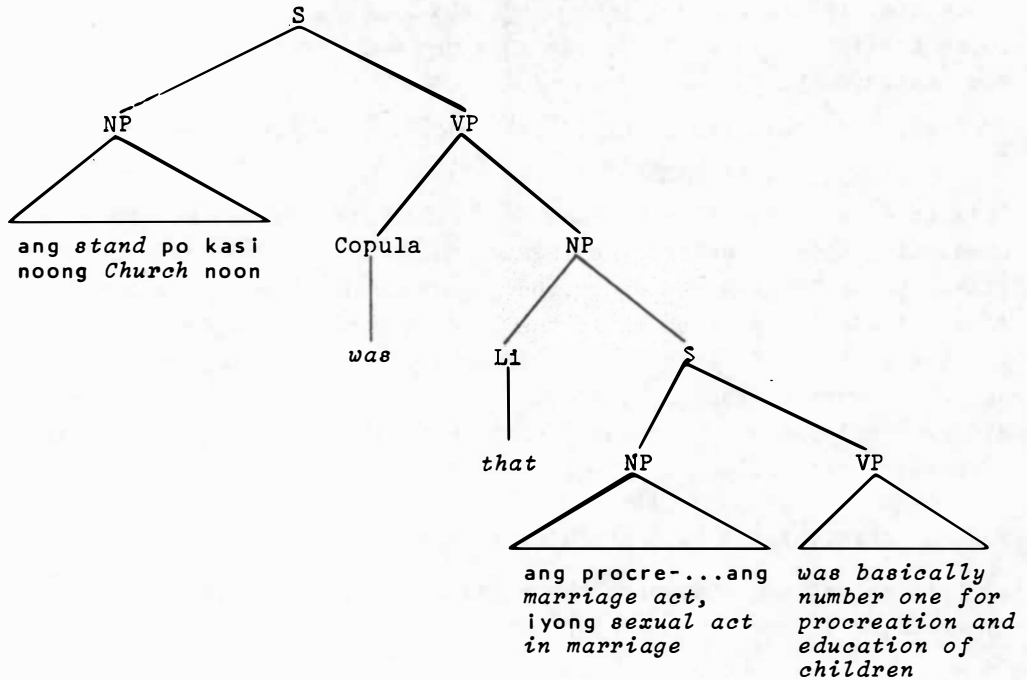 S
NP VP
ang stand po kasi
noong Church noon
Copula NP
was Li S
that NP VP
ang procre-...ang
marriage act,
iyong sexual act
in marriage
was basically
number one for
procreation and
education of
children